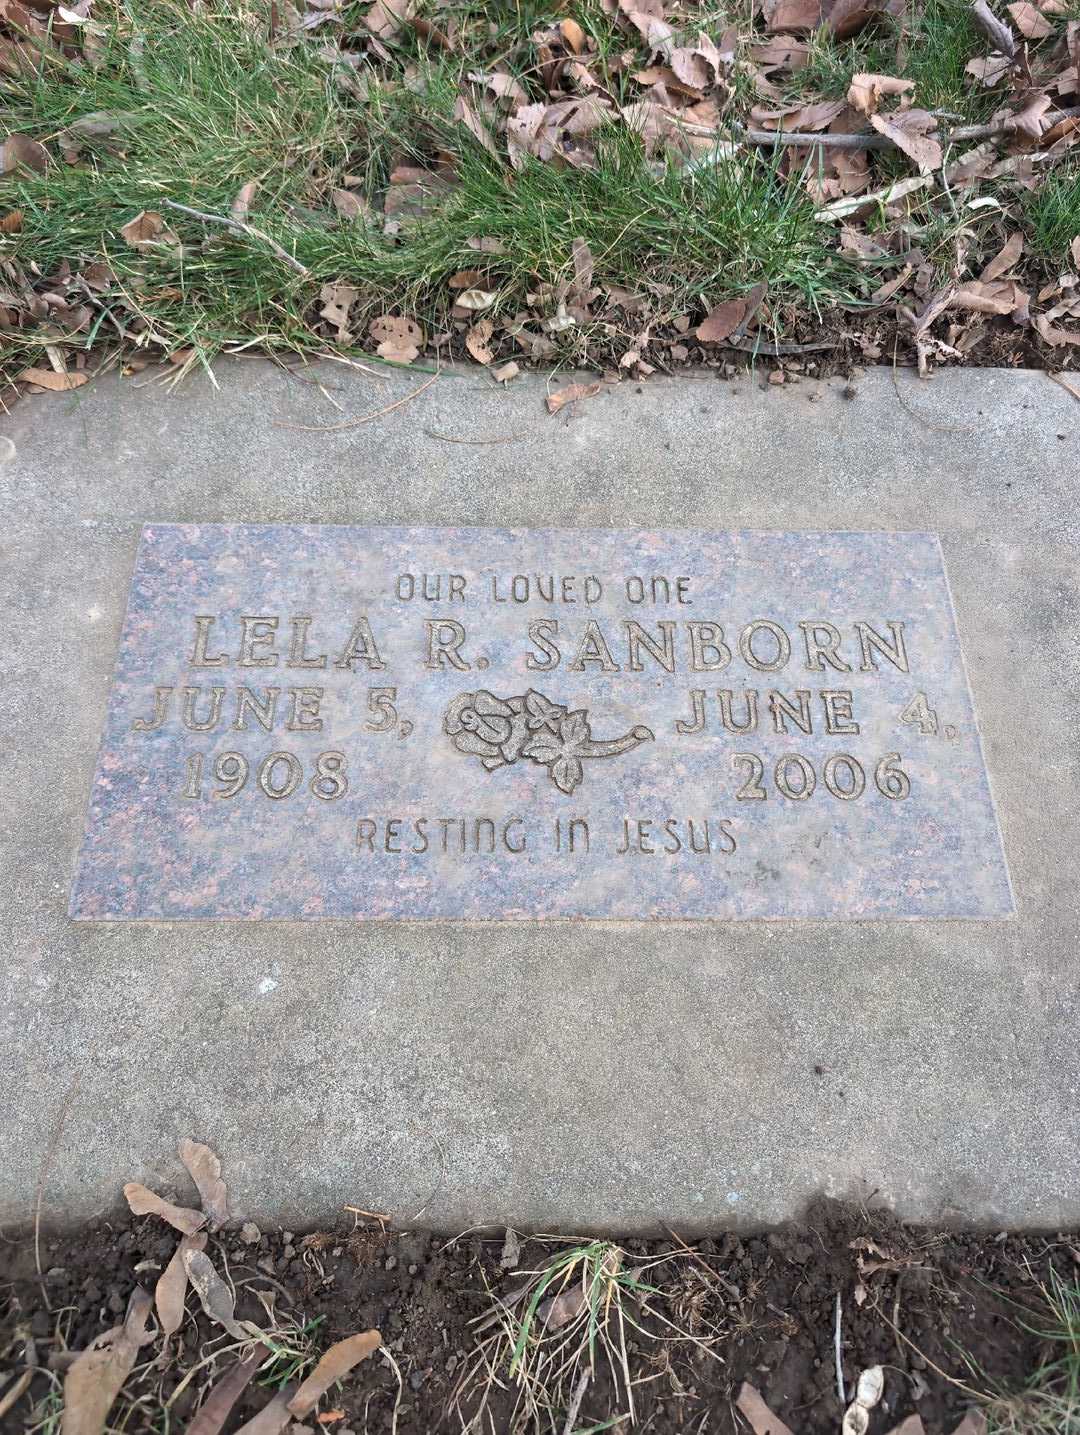 OUR LOVED ONE
LELA R. SANBORN
JUNE 5, JUNE 4,
1908 2006
RESTING IN JESUS